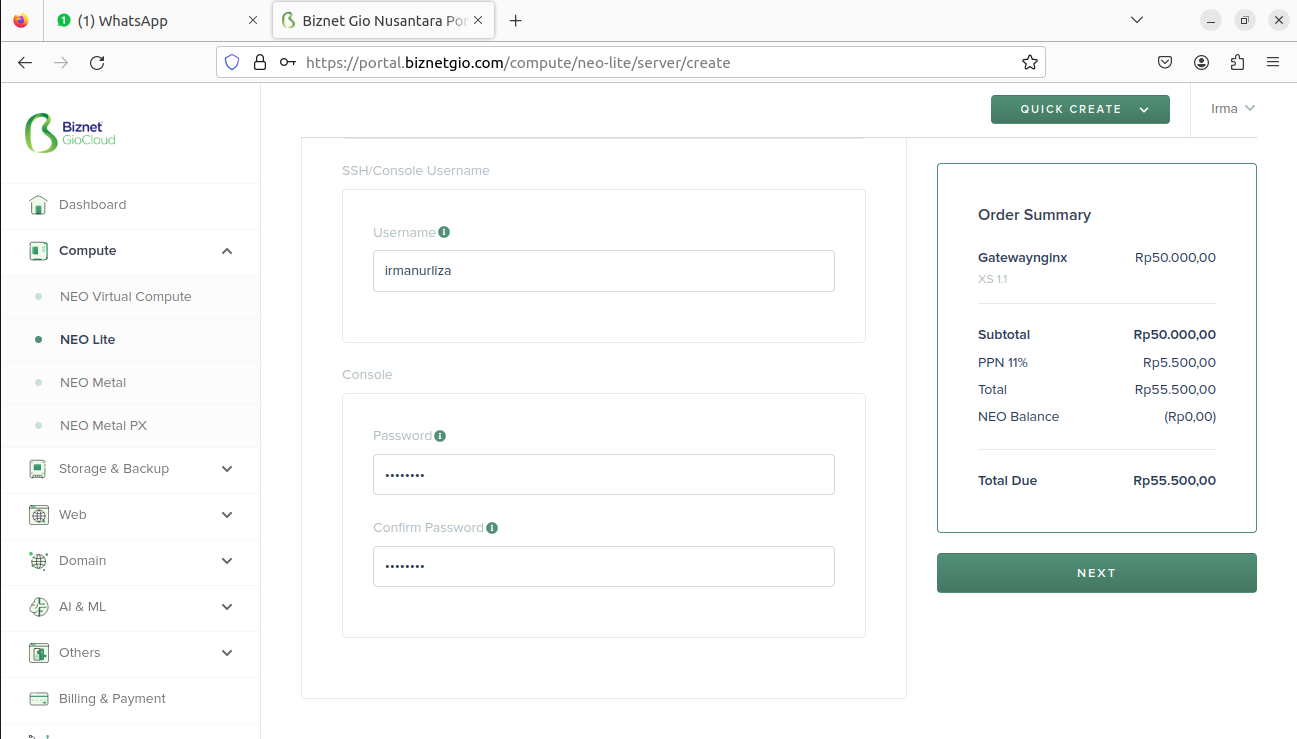 (1) WhatsApp
Biznet Gio Nusantara Por
https://portal.biznetgio.com/compute/neo-lite/server/create
Biznet
GioCloud
QUICK CREATE
Irma
Dashboard
Compute
NEO Virtual Compute
NEO Lite
NEO Metal
NEO Metal PX
Storage & Backup
Web
Domain
AI & ML
Others
Billing & Payment
SSH/Console Username
Username
irmanurliza
Console
Password
••••••••
Confirm Password
••••••••
Order Summary
Gatewaynginx Rp50.000,00
XS 1.1
Subtotal Rp50.000,00
PPN 11% Rp5.500,00
Total Rp55.500,00
NEO Balance (Rp0,00)
Total Due Rp55.500,00
NEXT